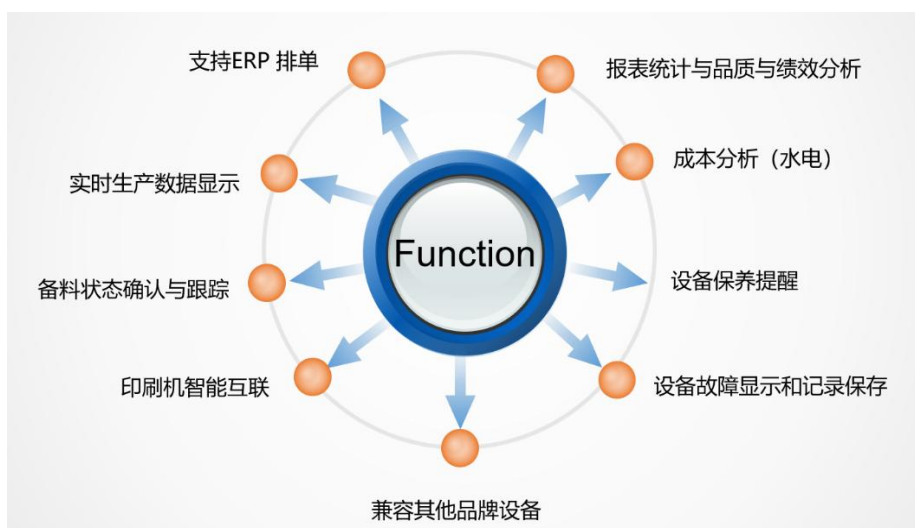 支持ERP 排单
报表统计与品质与绩效分析
成本分析（水电）
实时生产数据显示
Function
设备保养提醒
备料状态确认与跟踪
印刷机智能互联
设备故障显示和记录保存
兼容其他品牌设备